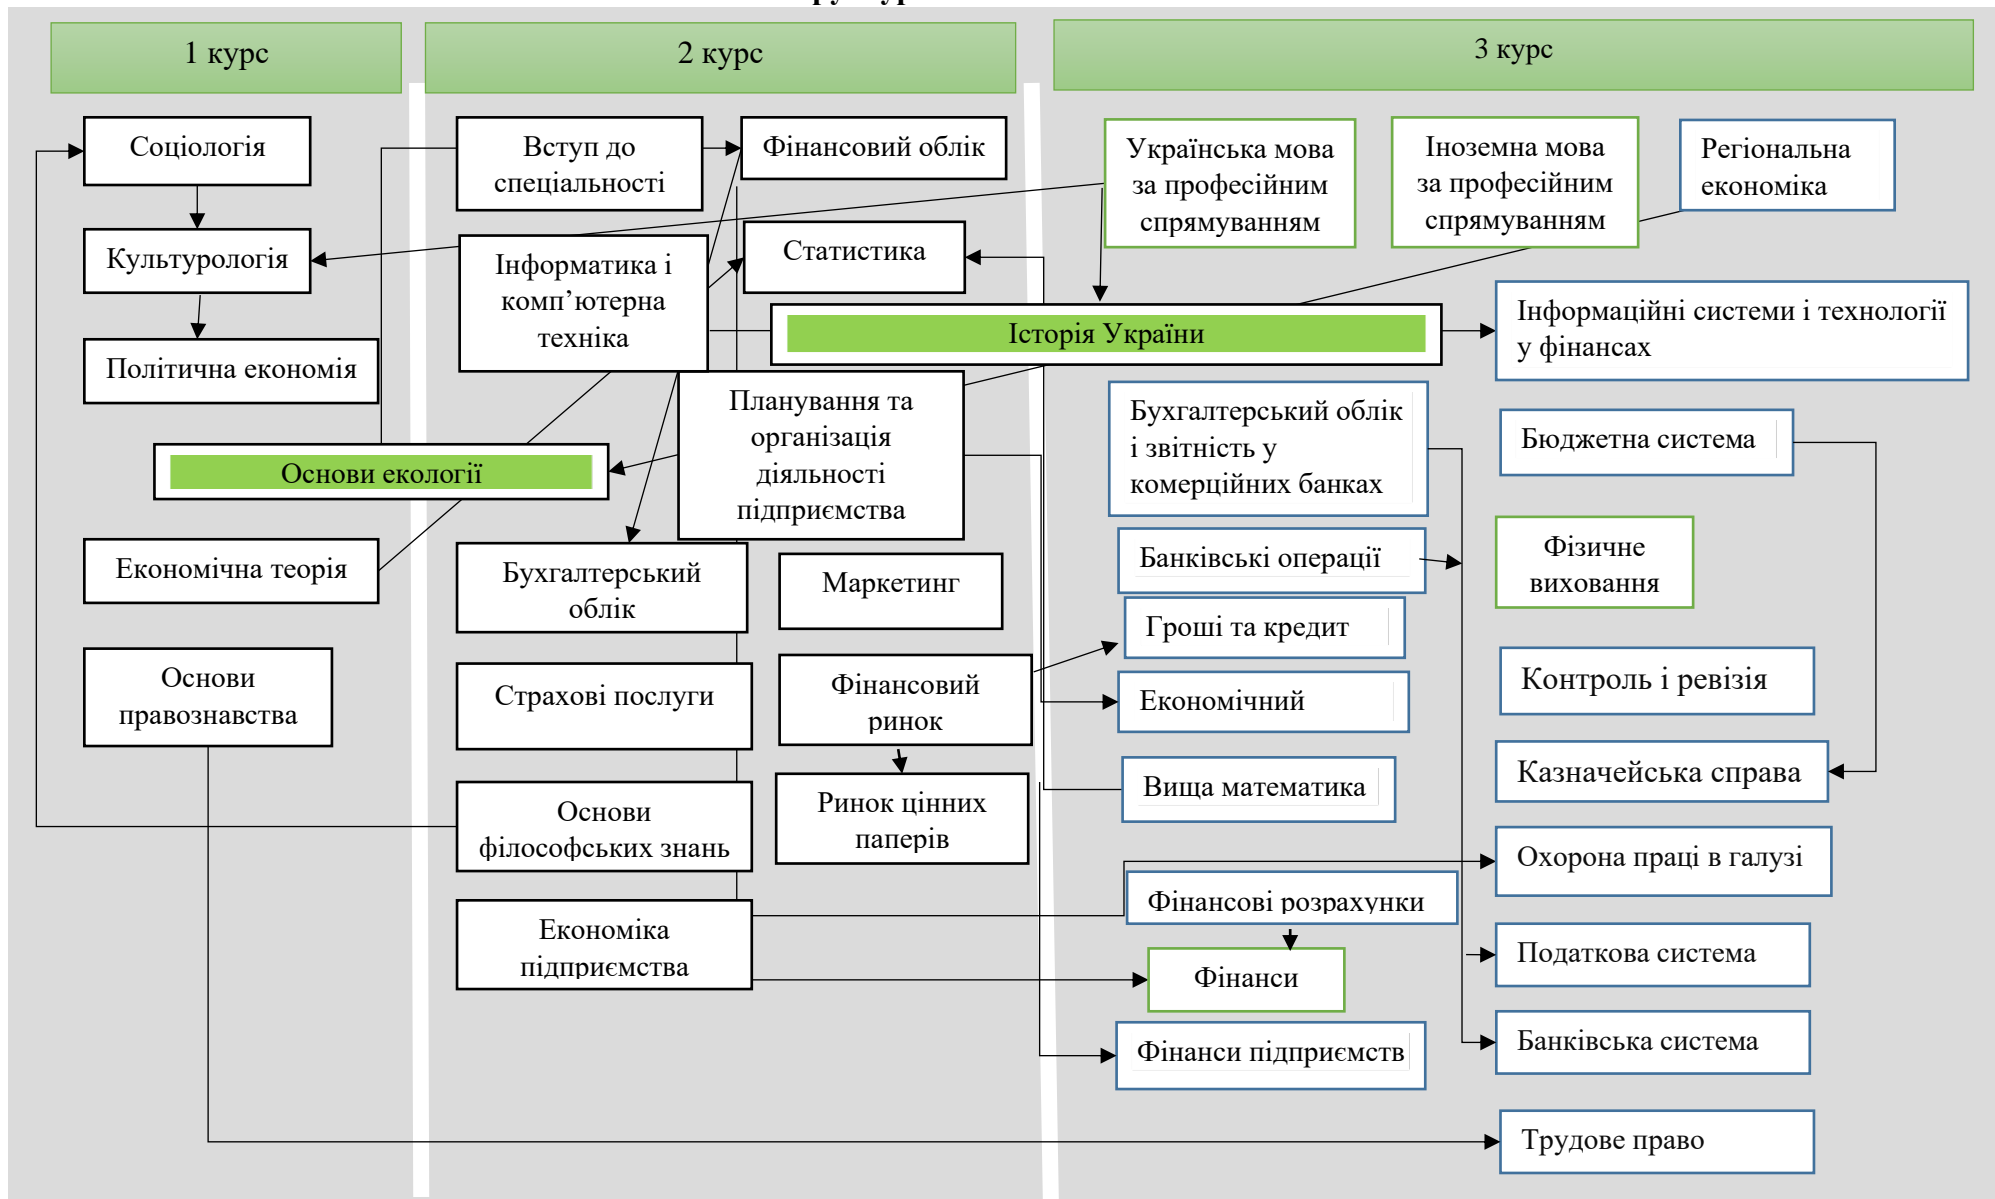 1 курс
2 курс
3 курс
Соціологія
Культурологія
Політична економія
Основи екології
Економічна теорія
Основи
правознавства
Вступ до
спеціальності
Фінансовий облік
Інформатика і
комп’ютерна
техніка
Статистика
Історія України
Планування та
організація
діяльності
підприємства
Бухгалтерський
облік
Маркетинг
Страхові послуги
Фінансовий
ринок
Основи
філософських знань
Ринок цінних
паперів
Економіка
підприємства
Українська мова
за професійним
спрямуванням
Іноземна мова
за професійним
спрямуванням
Регіональна
економіка
Інформаційні системи і технології
у фінансах
Бухгалтерський облік
і звітність у
комерційних банках
Бюджетна система
Банківські операції
Фізичне
виховання
Гроші та кредит
Економічний
Контроль і ревізія
Вища математика
Казначейська справа
Охорона праці в галузі
Фінансові розрахунки
Фінанси
Податкова система
Фінанси підприємств
Банківська система
Трудове право